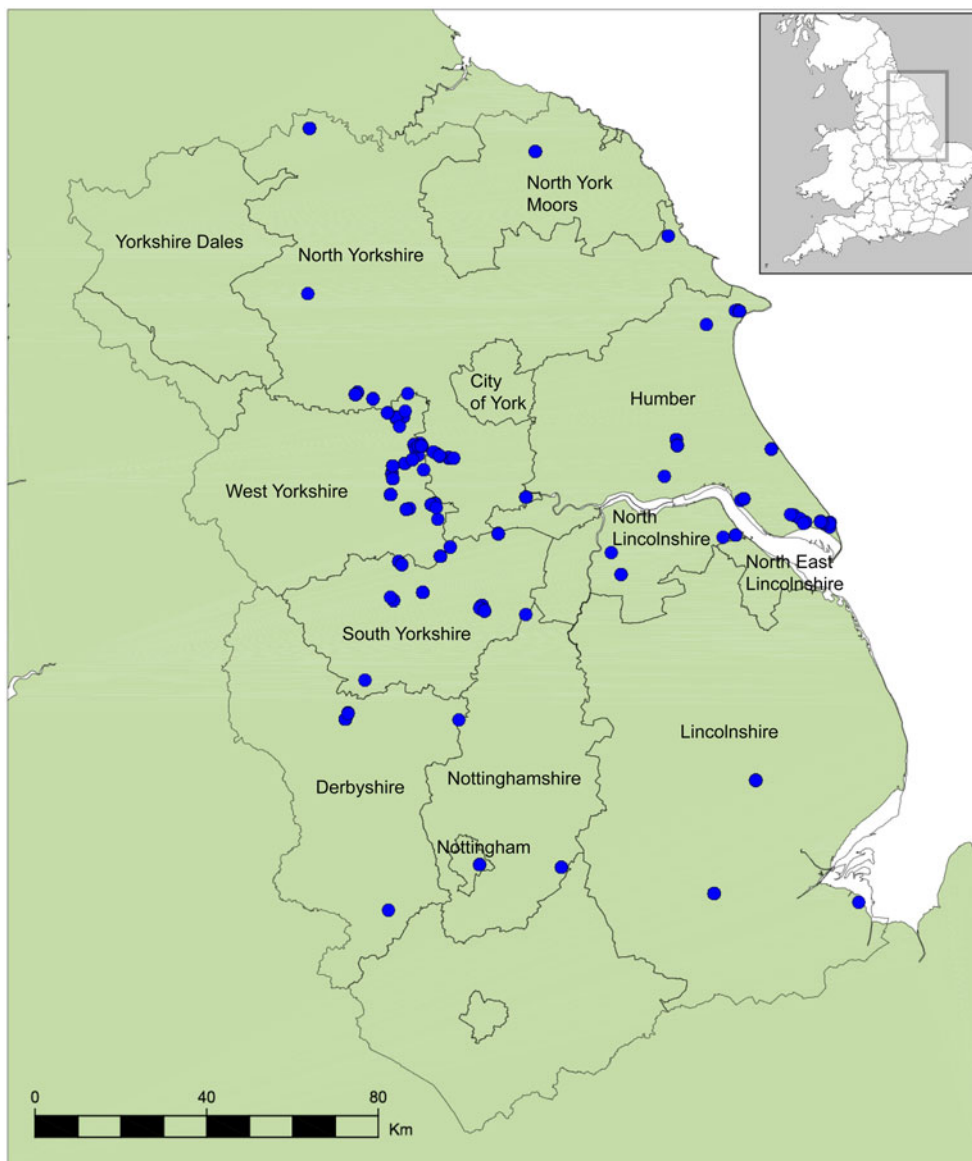 North York
Moors
Yorkshire Dales
North Yorkshire
City
of York
Humber
West Yorkshire
North
Lincolnshire
North East
Lincolnshire
South Yorkshire
Lincolnshire
Derbyshire
Nottinghamshire
Nottingham
0 40 80
Km